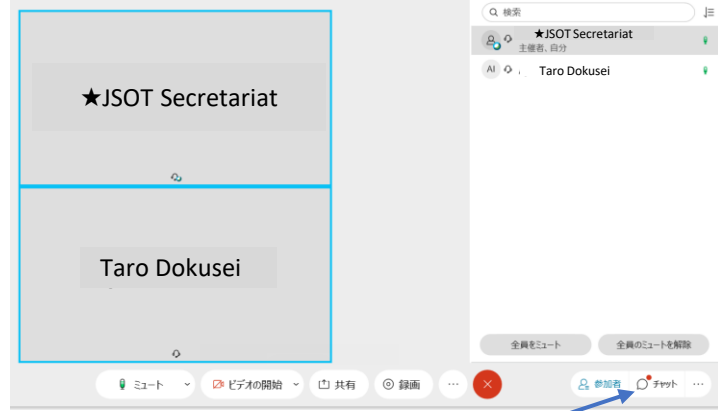 検索
★JSOT Secretariat
主催者、自分
AI
Taro Dokusei
★JSOT Secretariat
Taro Dokusei
全員をミュート 全員のミュートを解除
ミュート ビデオの開始 共有 録画 参加者 チャット